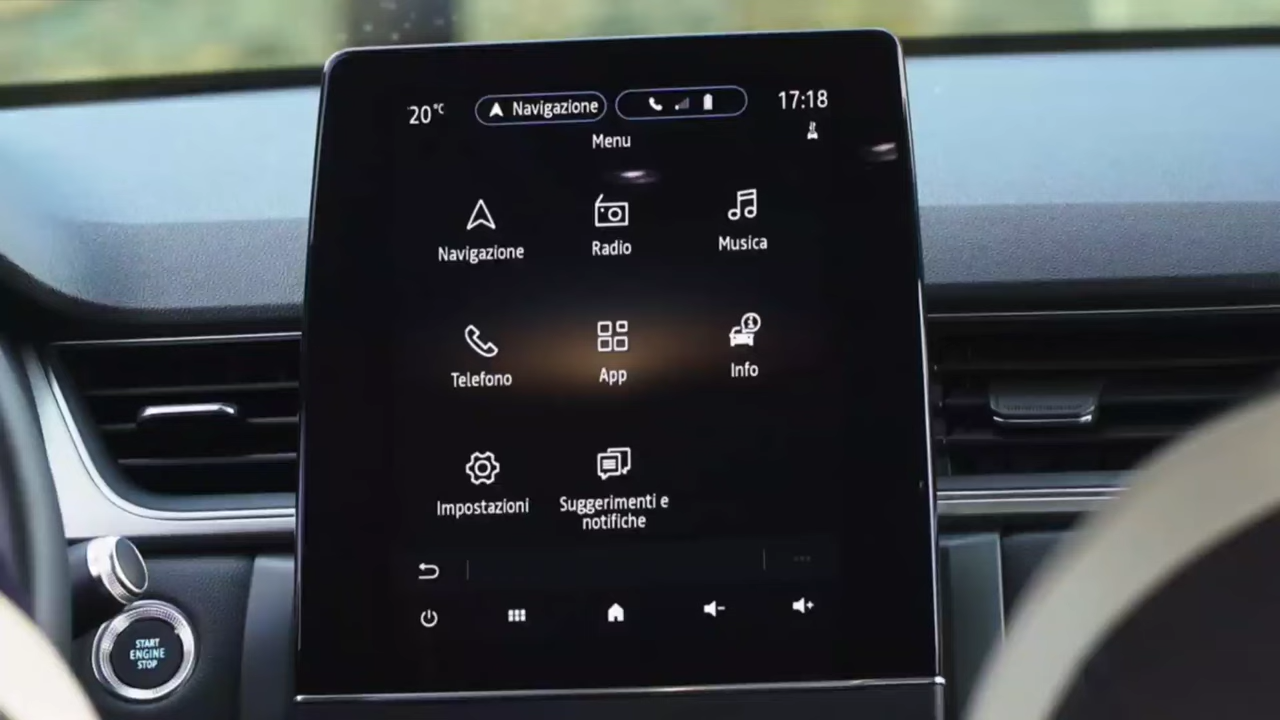 20°C Navigazione 17:18
Menu
Navigazione Radio Musica
Telefono App Info
Impostazioni Suggerimenti e
notifiche
START
ENGINE
STOP